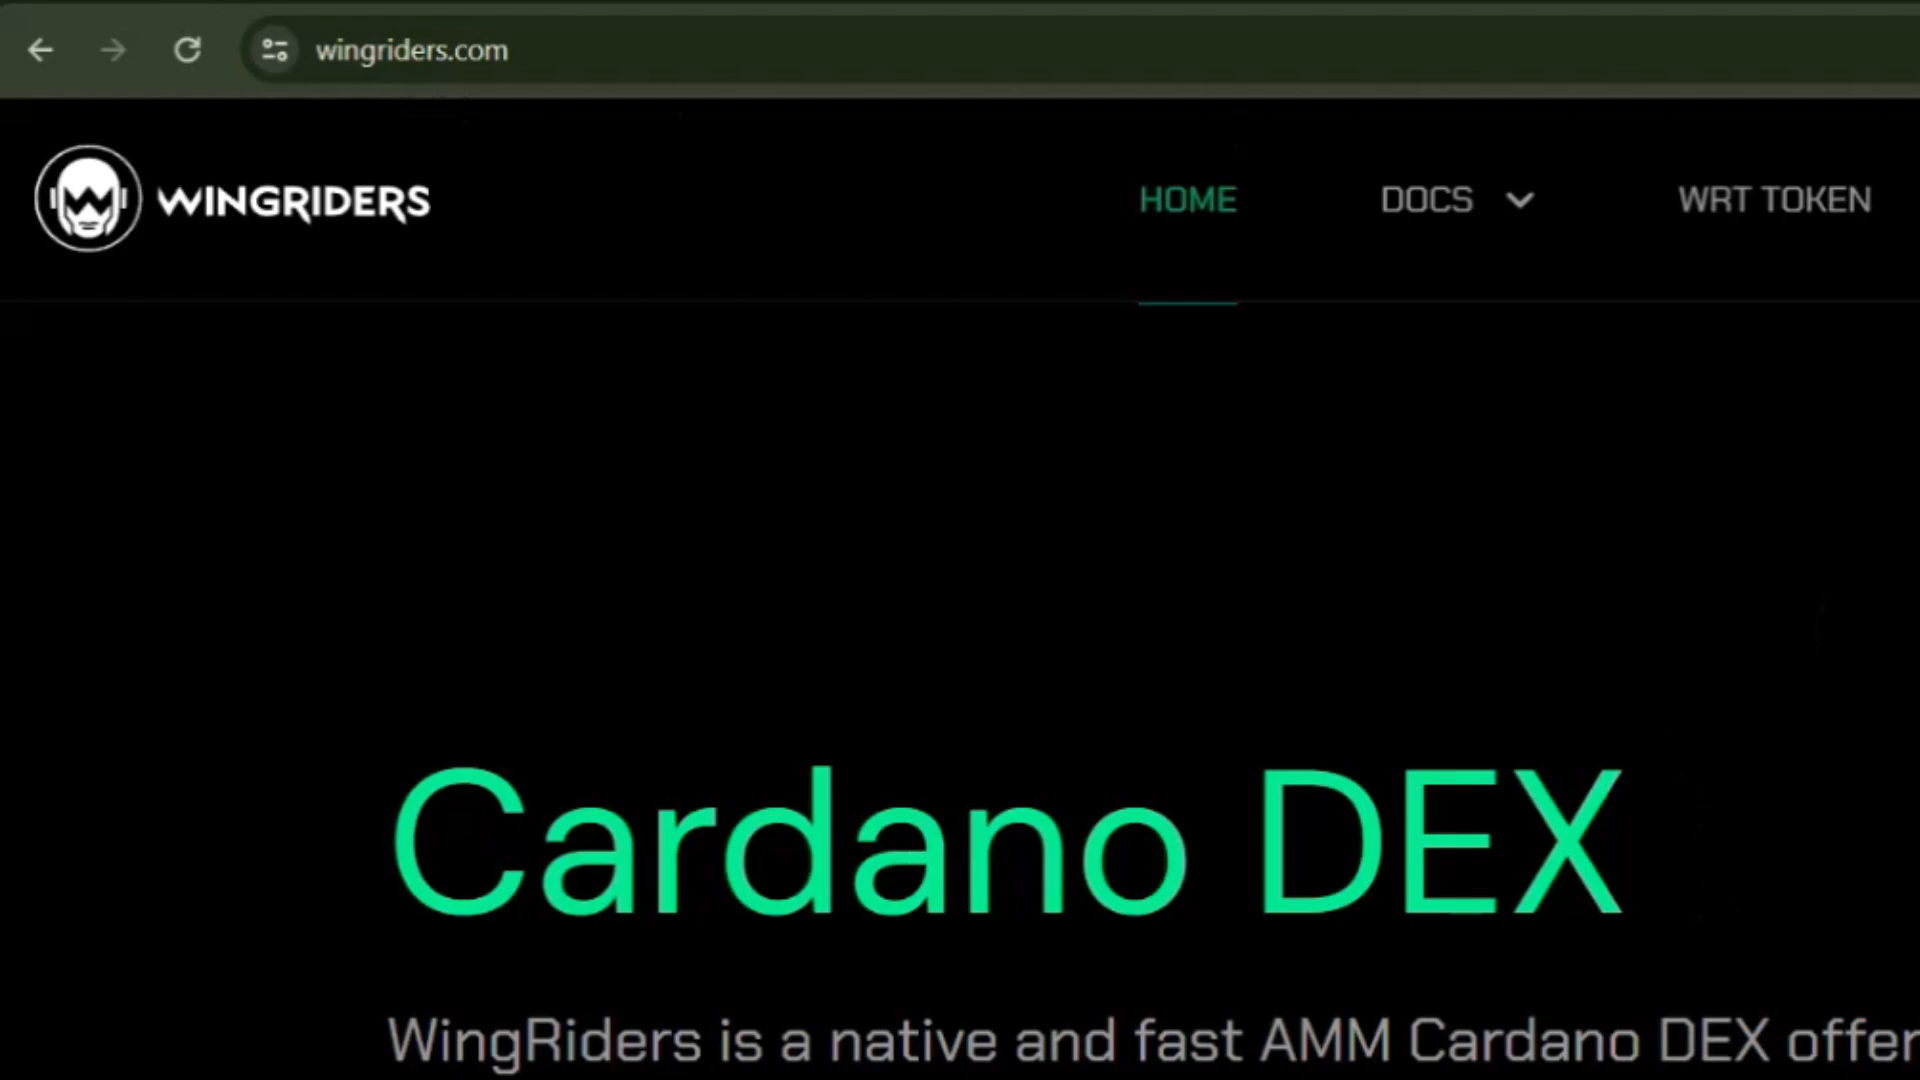 wingriders.com
WINGRIDERS
HOME
DOCS
WRT TOKEN
Cardano DEX
WingRiders is a native and fast AMM Cardano DEX offer